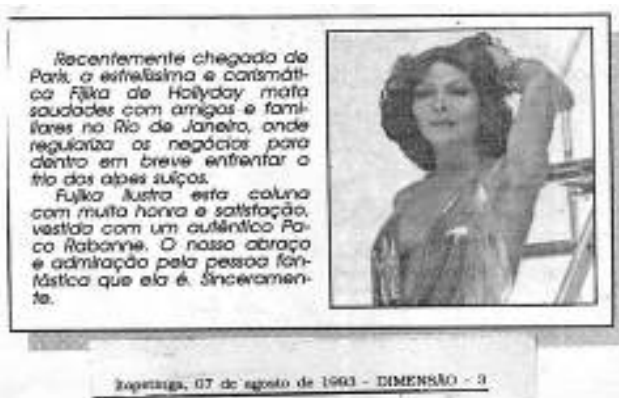 Recentemente chegada de
Paris, a estrelíssima e carismáti-
ca Fijika de Hollyday mata
saudades com amigos e fami-
liares no Rio de Janeiro, onde
regulariza os negócios para
dentro em breve enfrentar o
frio dos alpes suíços.
Fujika ilustra esta coluna
com muita honra e satisfação,
vestida com um autêntico Pa-
co Rabanne. O nosso abraço
e admiração pela pessoa fan-
tástica que ela é. Sinceramen-
te.
Itapetinga, 07 de agosto de 1993 - DIMENSÃO - 3